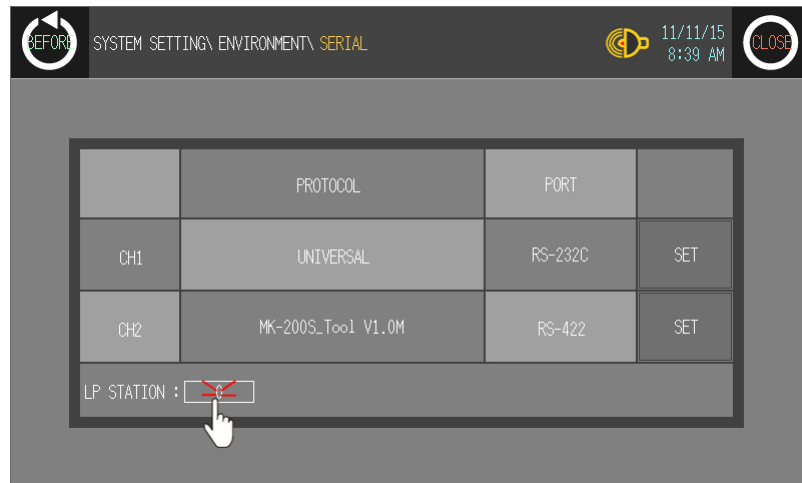 BEFORE
SYSTEM SETTING\ ENVIRONMENT\ SERIAL
11/11/15
8:39 AM
CLOSE
PROTOCOL PORT
CH1 UNIVERSAL RS-232C SET
CH2 MK-200S_Tool V1.0M RS-422 SET
LP STATION : 0